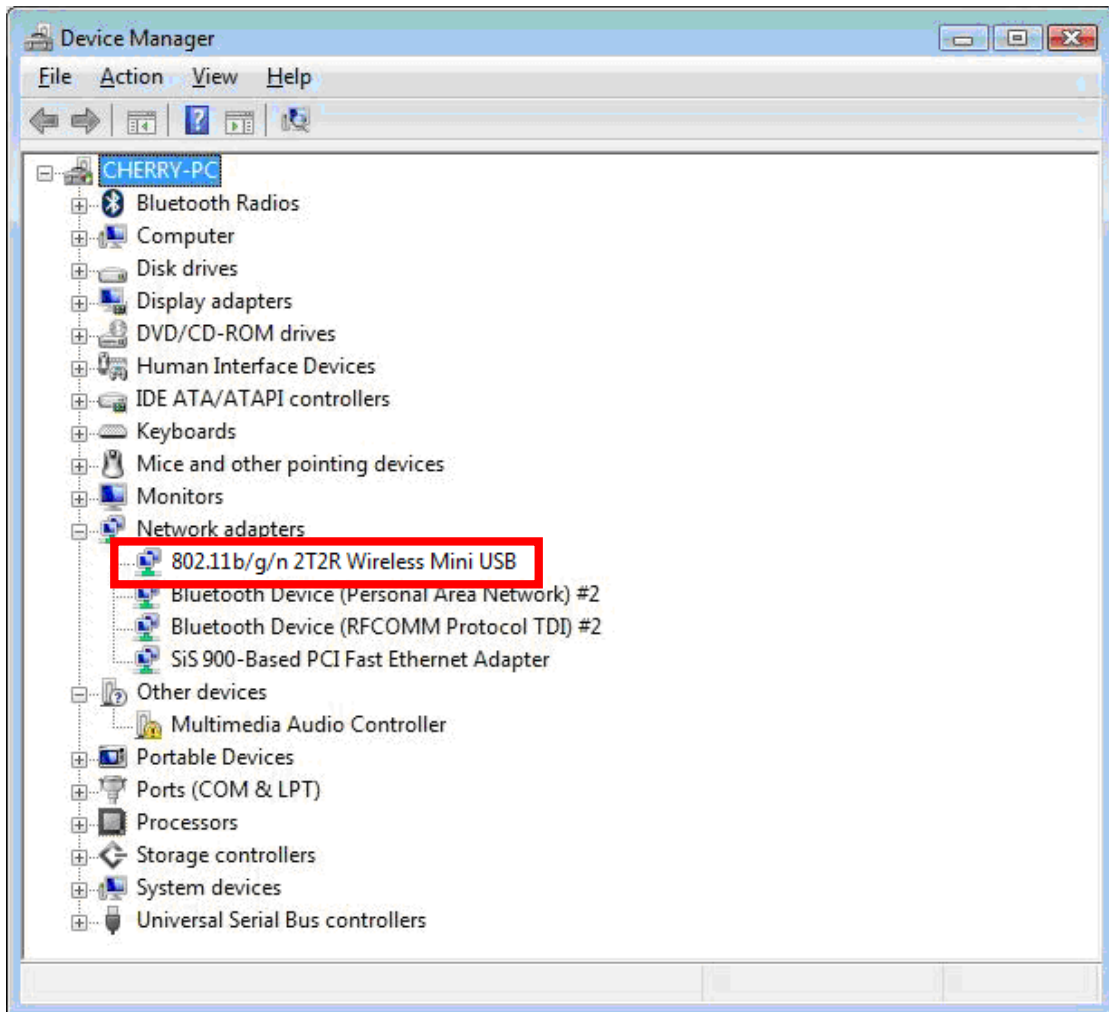 Device Manager
File Action View Help
CHERRY-PC
Bluetooth Radios
Computer
Disk drives
Display adapters
DVD/CD-ROM drives
Human Interface Devices
IDE ATA/ATAPI controllers
Keyboards
Mice and other pointing devices
Monitors
Network adapters
802.11b/g/n 2T2R Wireless Mini USB
Bluetooth Device (Personal Area Network) #2
Bluetooth Device (RFCOMM Protocol TDI) #2
SiS 900-Based PCI Fast Ethernet Adapter
Other devices
Multimedia Audio Controller
Portable Devices
Ports (COM & LPT)
Processors
Storage controllers
System devices
Universal Serial Bus controllers